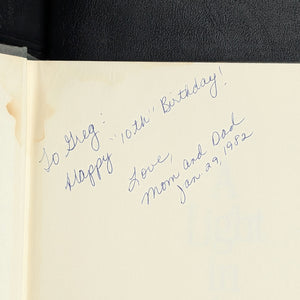 To Greg:
Happy "10th" Birthday!
Love,
Mom and Dad
Jan 29, 1982